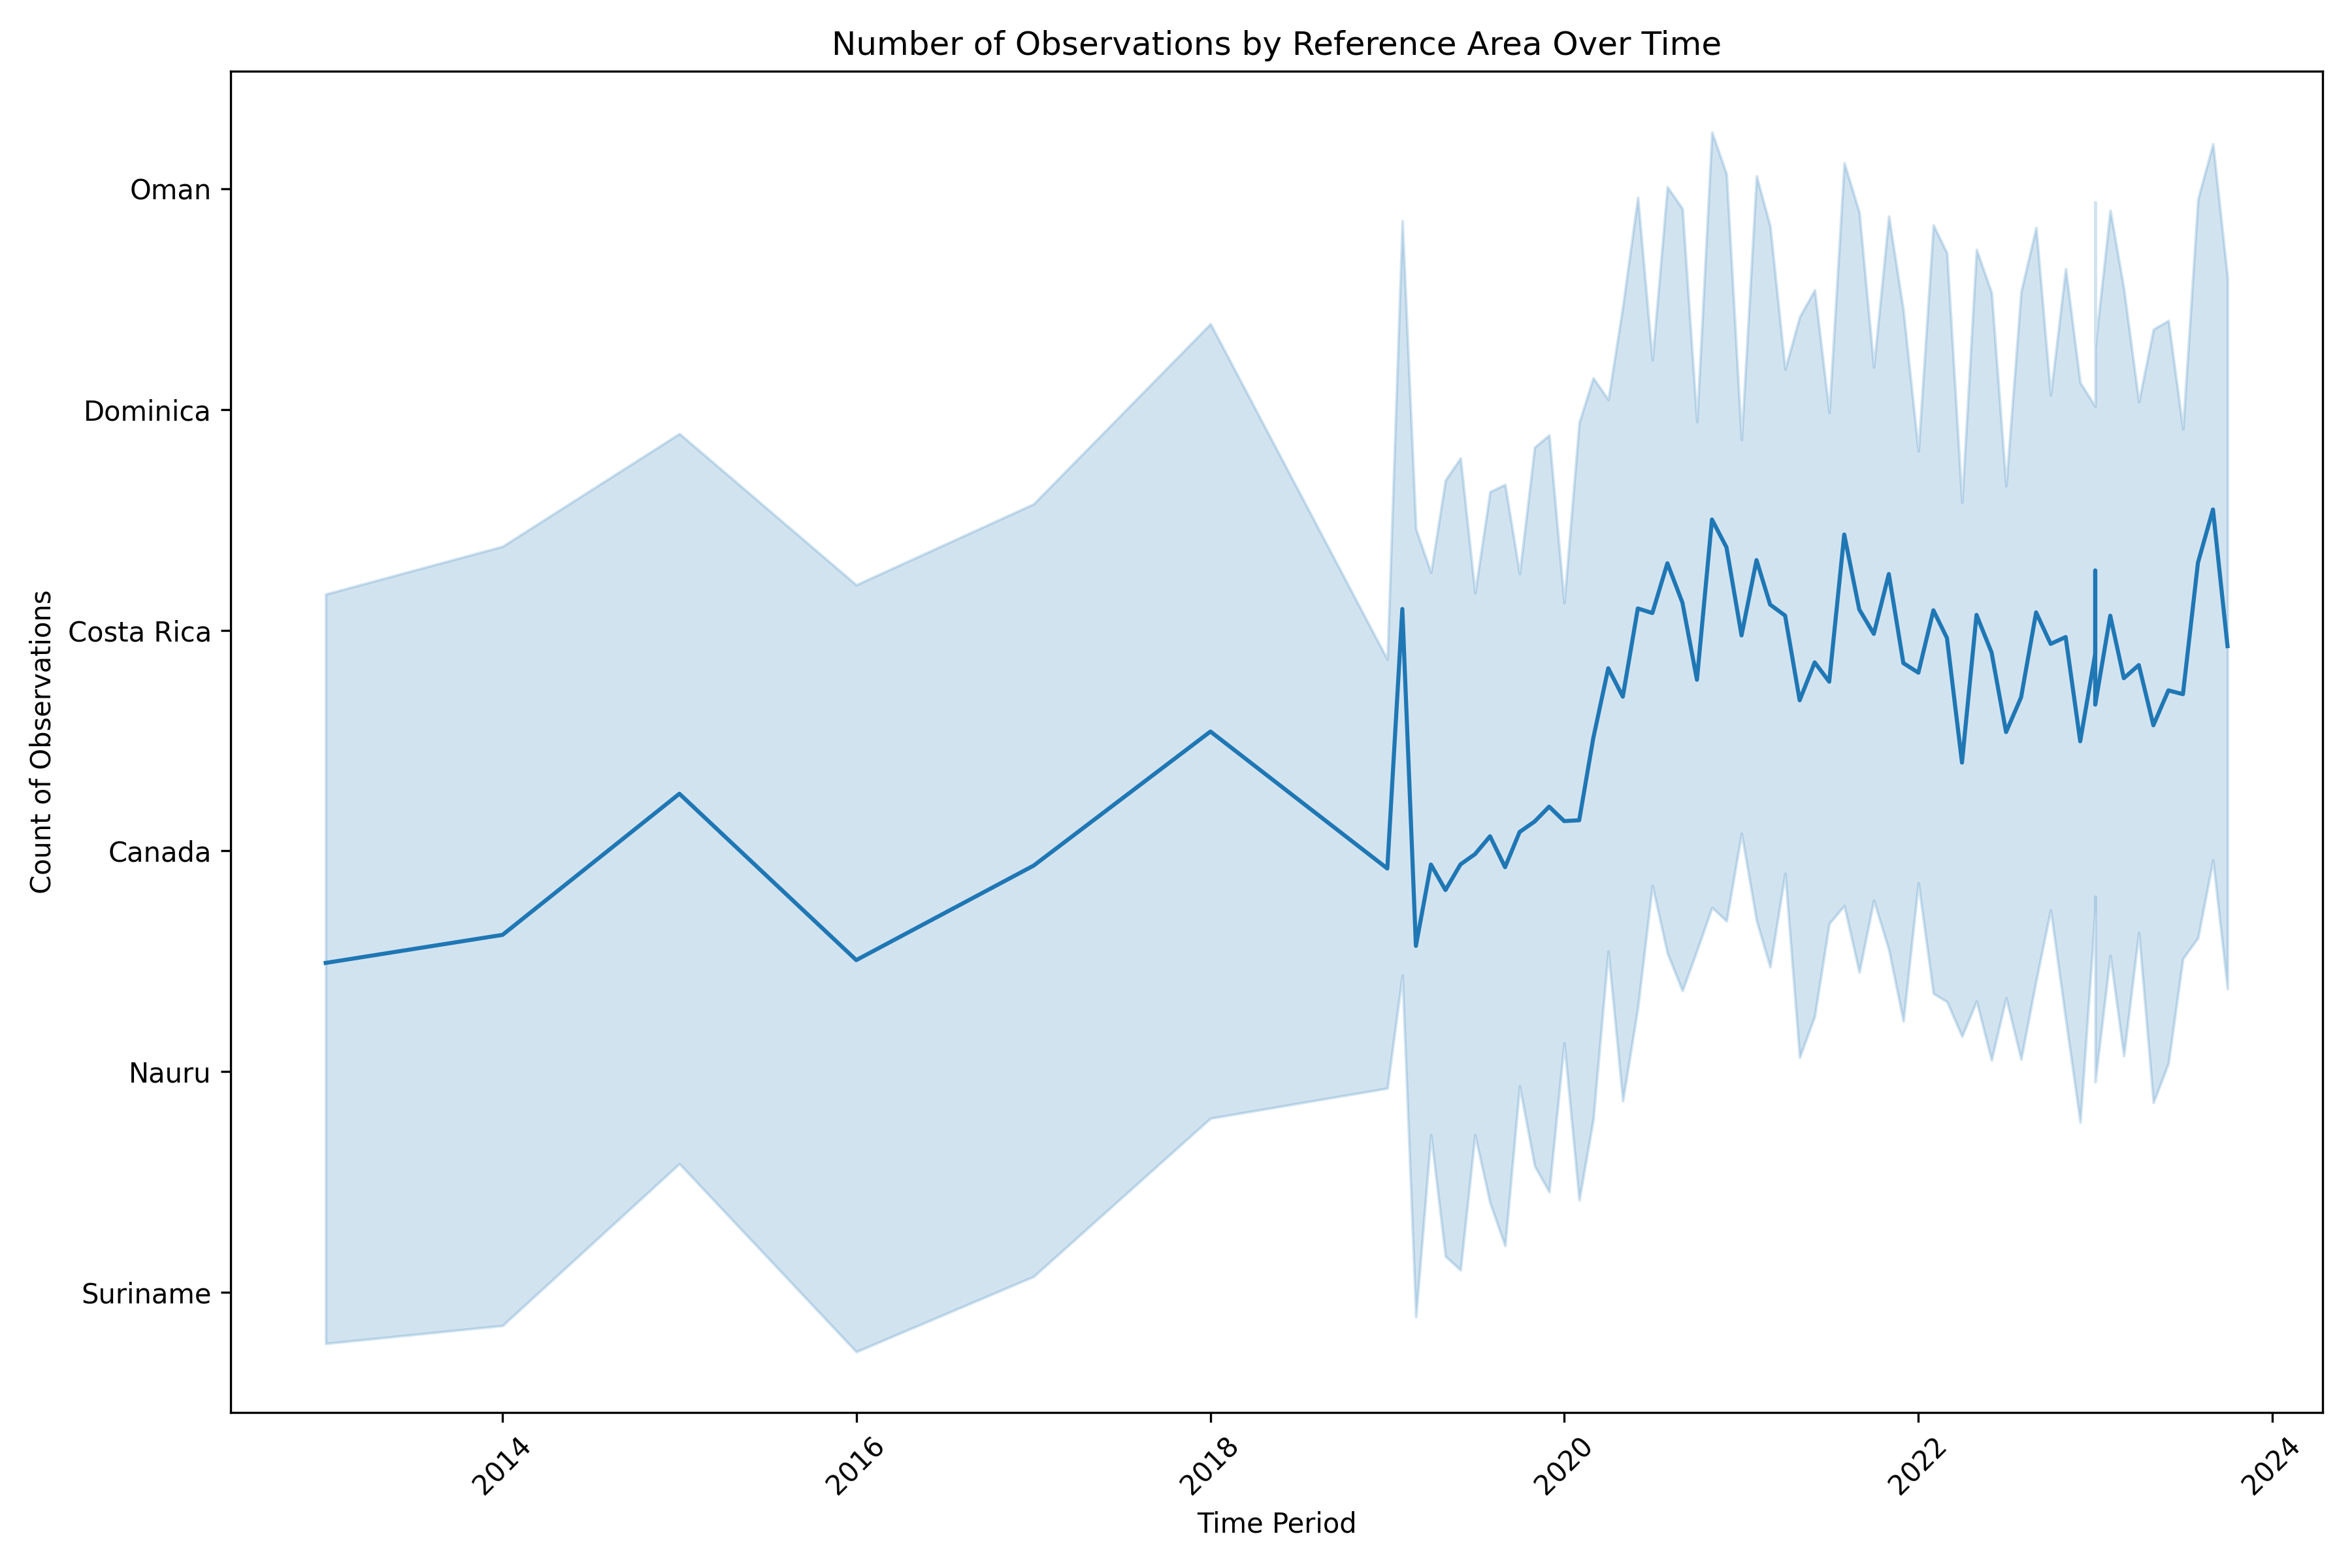 Number of Observations by Reference Area Over Time
Oman
Dominica
Costa Rica
Canada
Nauru
Suriname
Count of Observations
2014
2016
2018
2020
2022
2024
Time Period